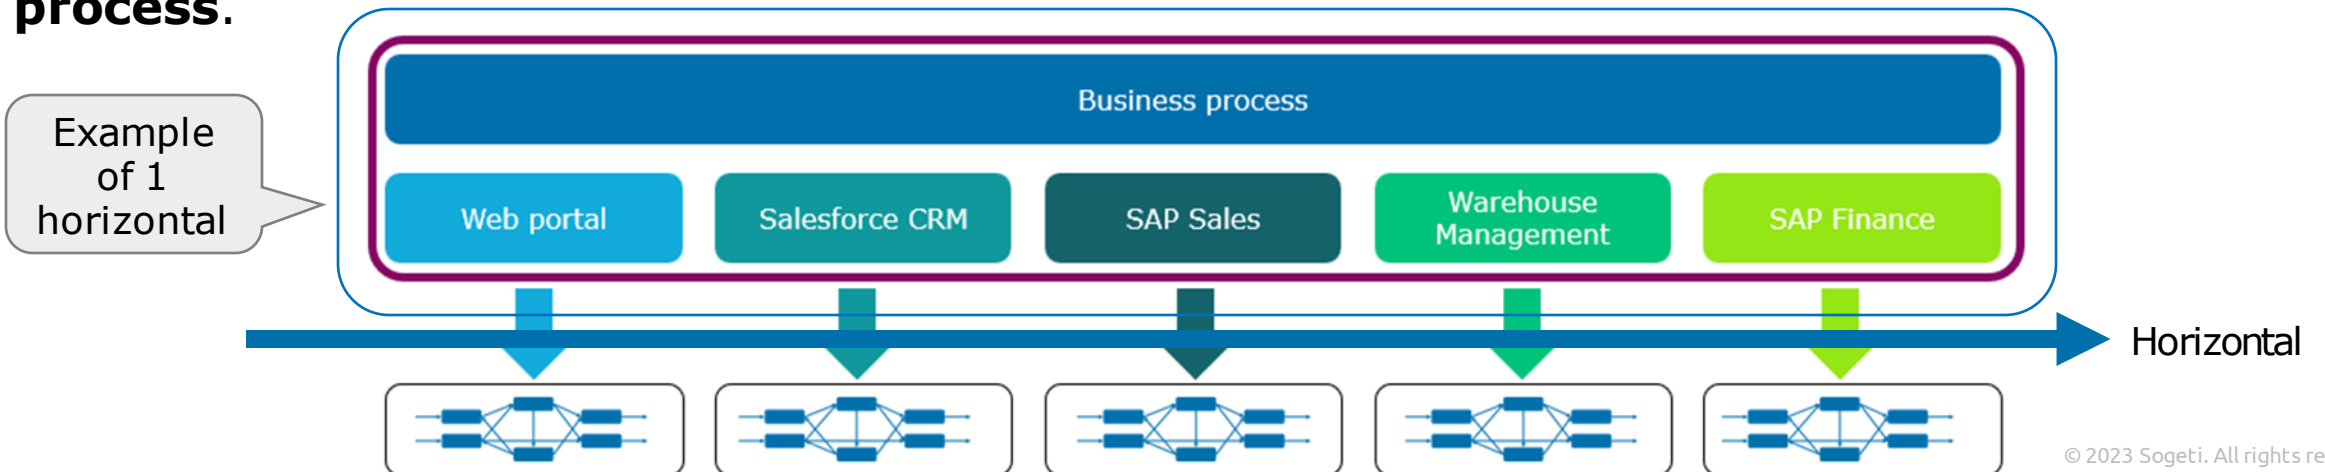 process.
Example
of 1
horizontal
Business process
Web portal
Salesforce CRM
SAP Sales
Warehouse
Management
SAP Finance
Horizontal
© 2023 Sogeti. All rights re